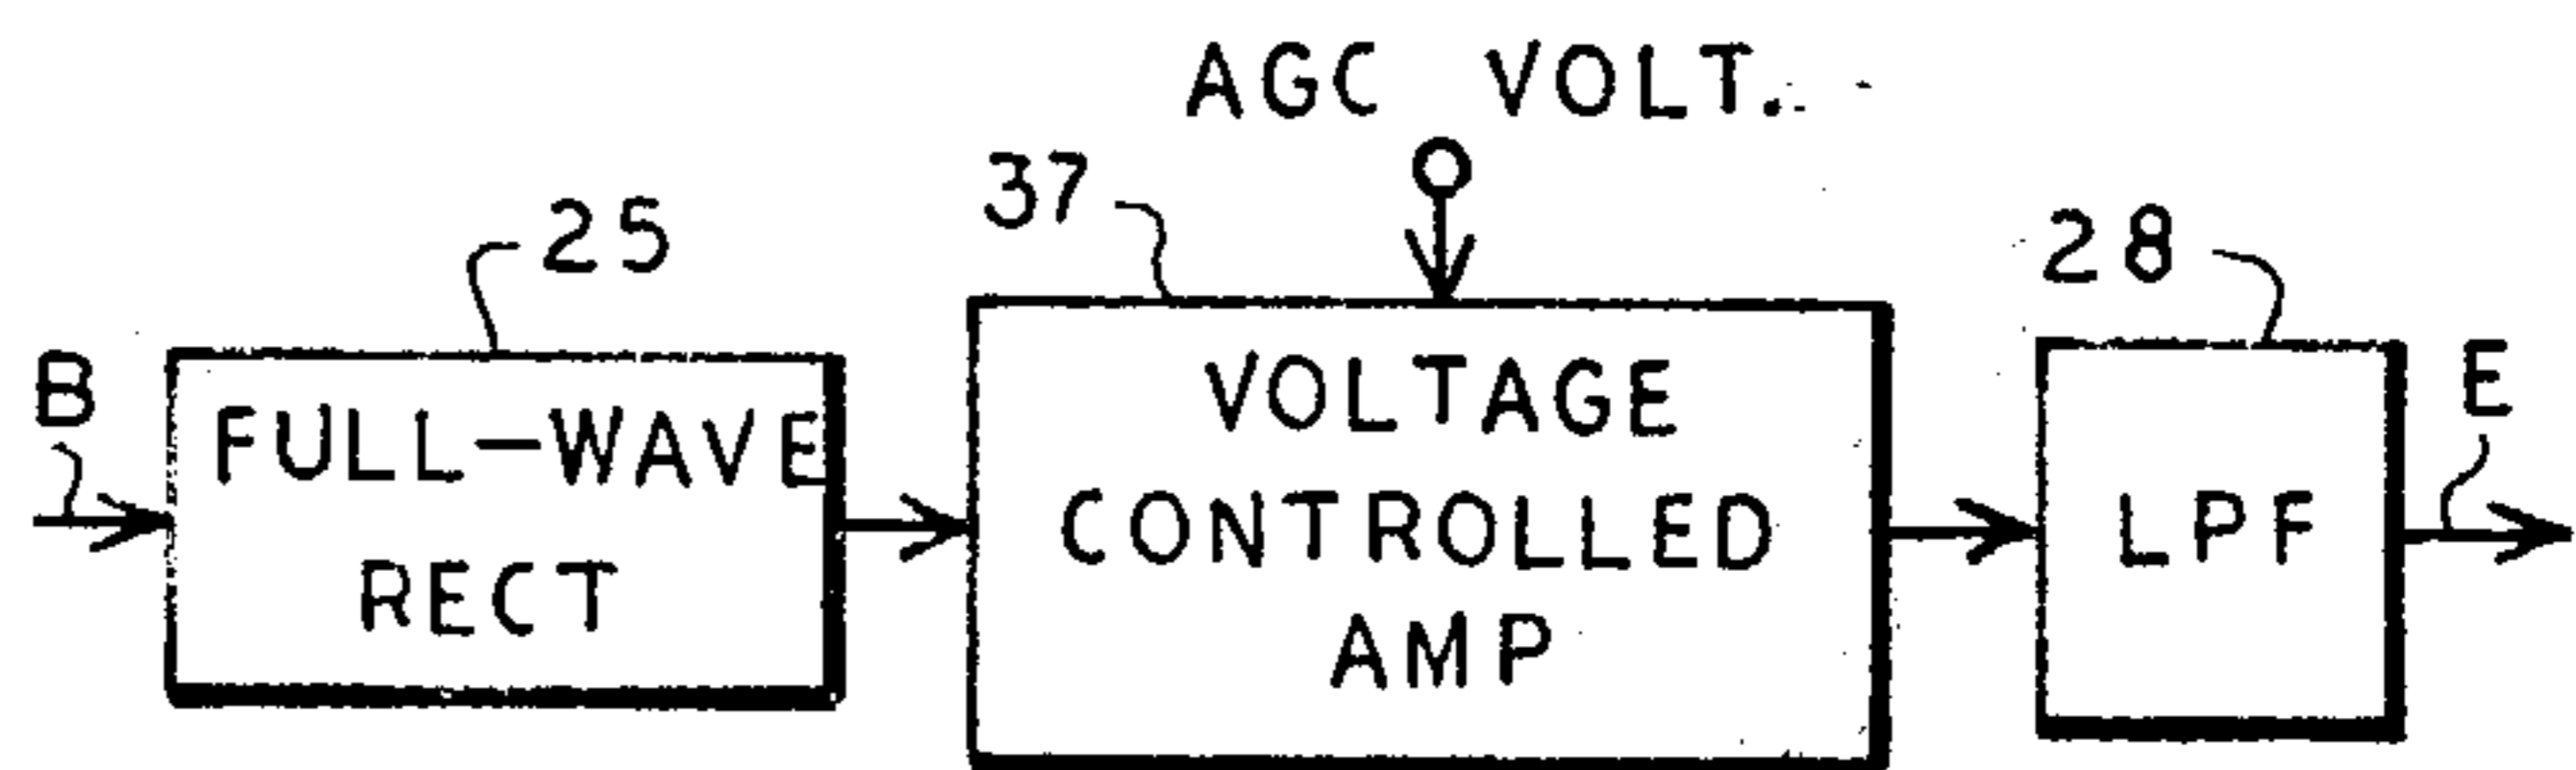 AGC VOLT.
37
25
28
B
FULL-WAVE
RECT
VOLTAGE
CONTROLLED
AMP
LPF
E